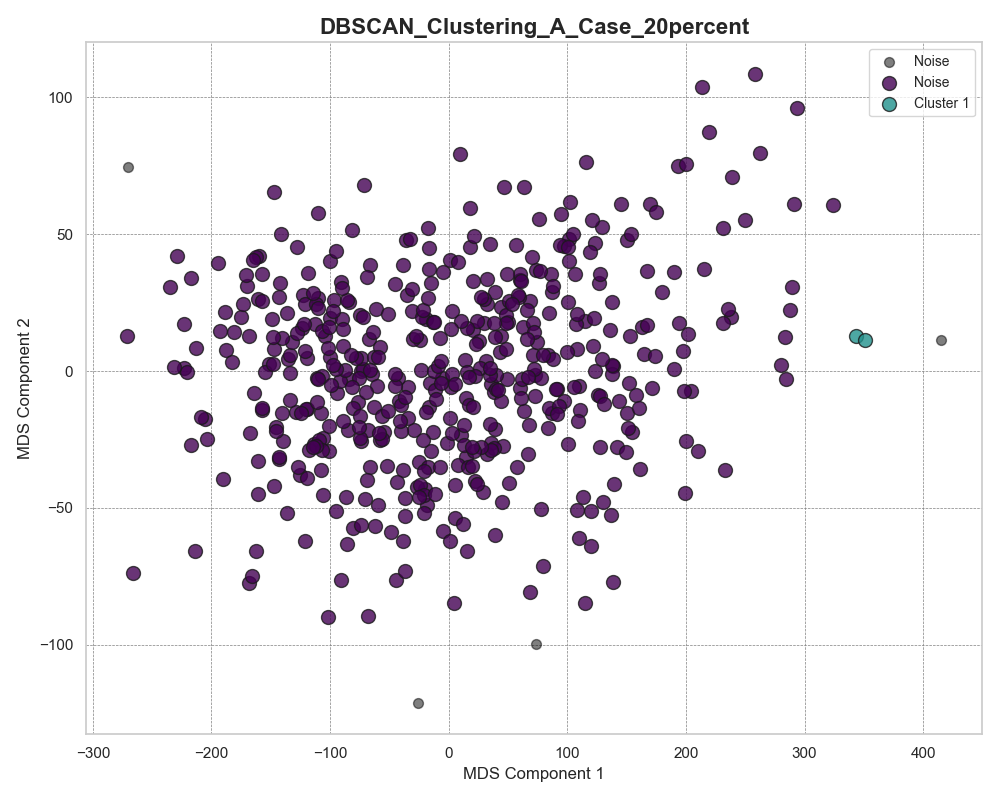 DBSCAN_Clustering_A_Case_20percent
Noise
Noise
Cluster 1
100
50
0
−50
−100
MDS Component 2
−300
−200
−100
0
100
200
300
400
MDS Component 1